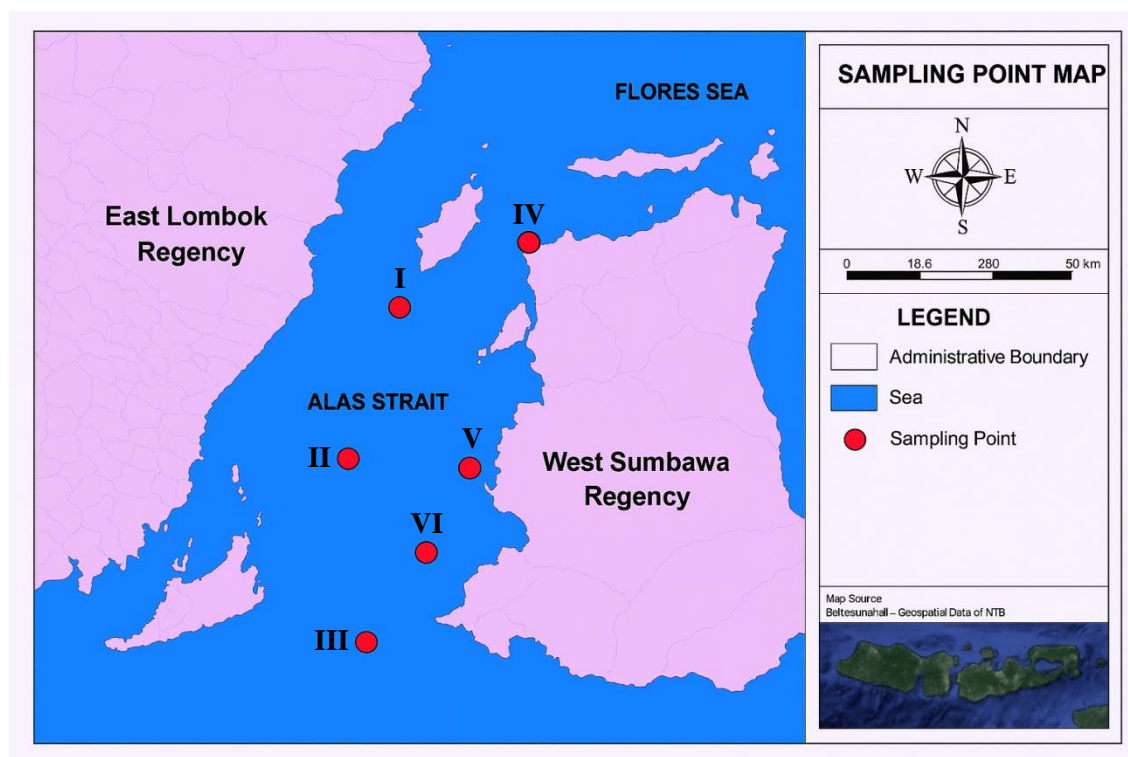 FLORES SEA
East Lombok
Regency
IV
I
ALAS STRAIT
II
V
West Sumbawa
Regency
VI
III
SAMPLING POINT MAP
N
W
E
S
0 18.6 280 50 km
LEGEND
Administrative Boundary
Sea
Sampling Point
Map Source
Beltesunahall – Geospatial Data of NTB